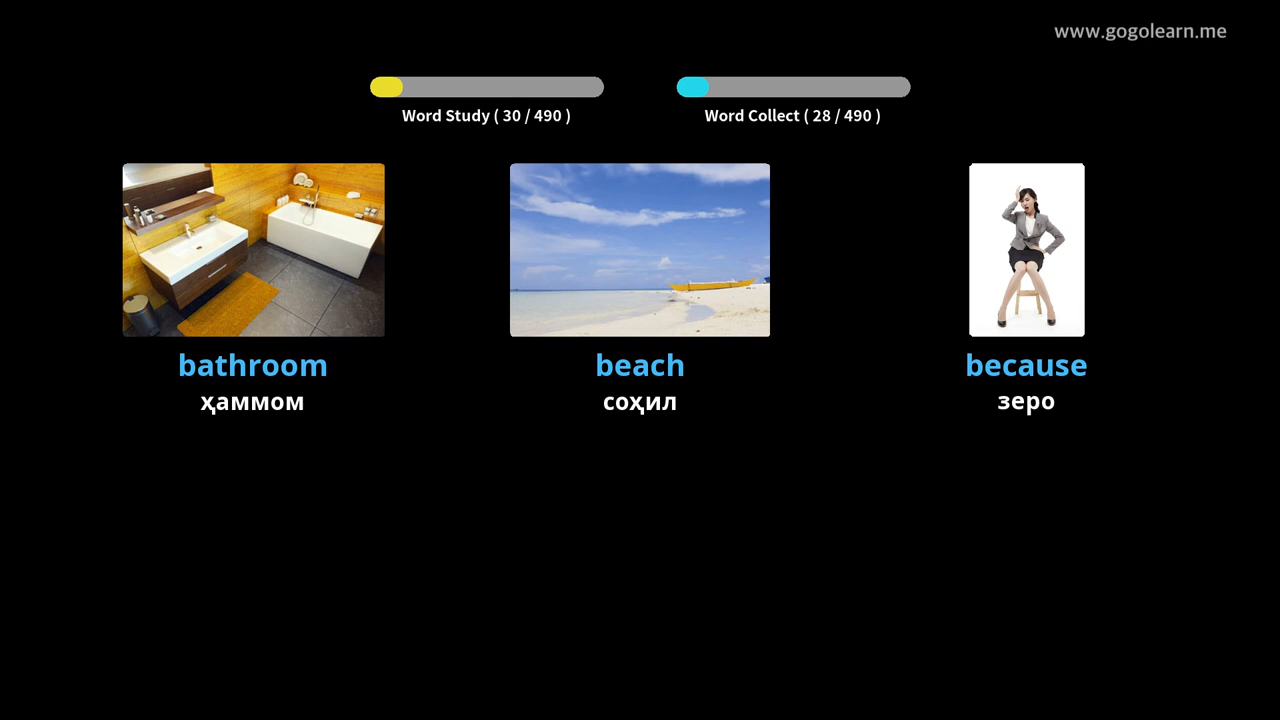 www.gogolearn.me
Word Study ( 30 / 490 )
Word Collect ( 28 / 490 )
bathroom
ҳаммом
beach
соҳил
because
зеро